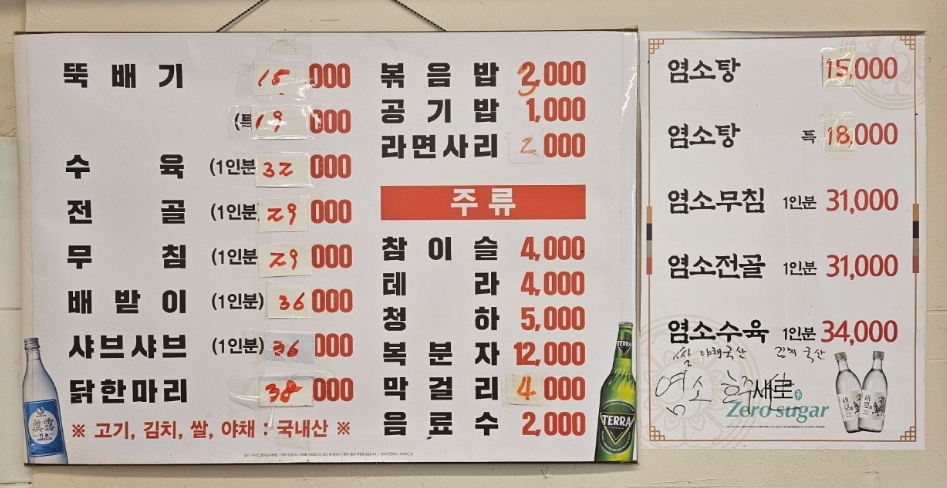 뚝배기 15,000
(특 19 000
수육 (1인분 32 000
전골 (1인분 29 000
무침 (1인분 29 000
배받이 (1인분) 36 000
샤브샤브 (1인분) 36 000
닭한마리 38 000
※ 고기, 김치, 쌀, 야채 : 국내산 ※
볶음밥 3,000
공기밥 1,000
라면사리 2 000
주류
참이슬 4,000
테라 4,000
청하 5,000
복분자 12,000
막걸리 4,000
음료수 2,000
TERRA
염소탕 15,000
염소탕 특 18,000
염소무침 1인분 31,000
염소전골 1인분 31,000
염소수육 1인분 34,000
쌀 야채국산 국산
염소 호주
새로
Zero sugar